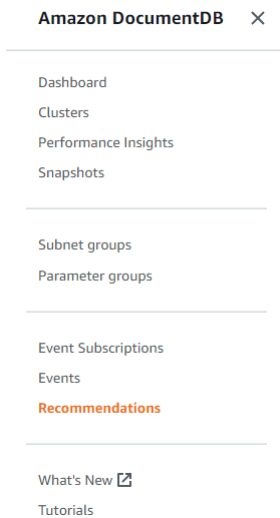 Amazon DocumentDB
Dashboard
Clusters
Performance Insights
Snapshots
Subnet groups
Parameter groups
Event Subscriptions
Events
Recommendations
What's New
Tutorials